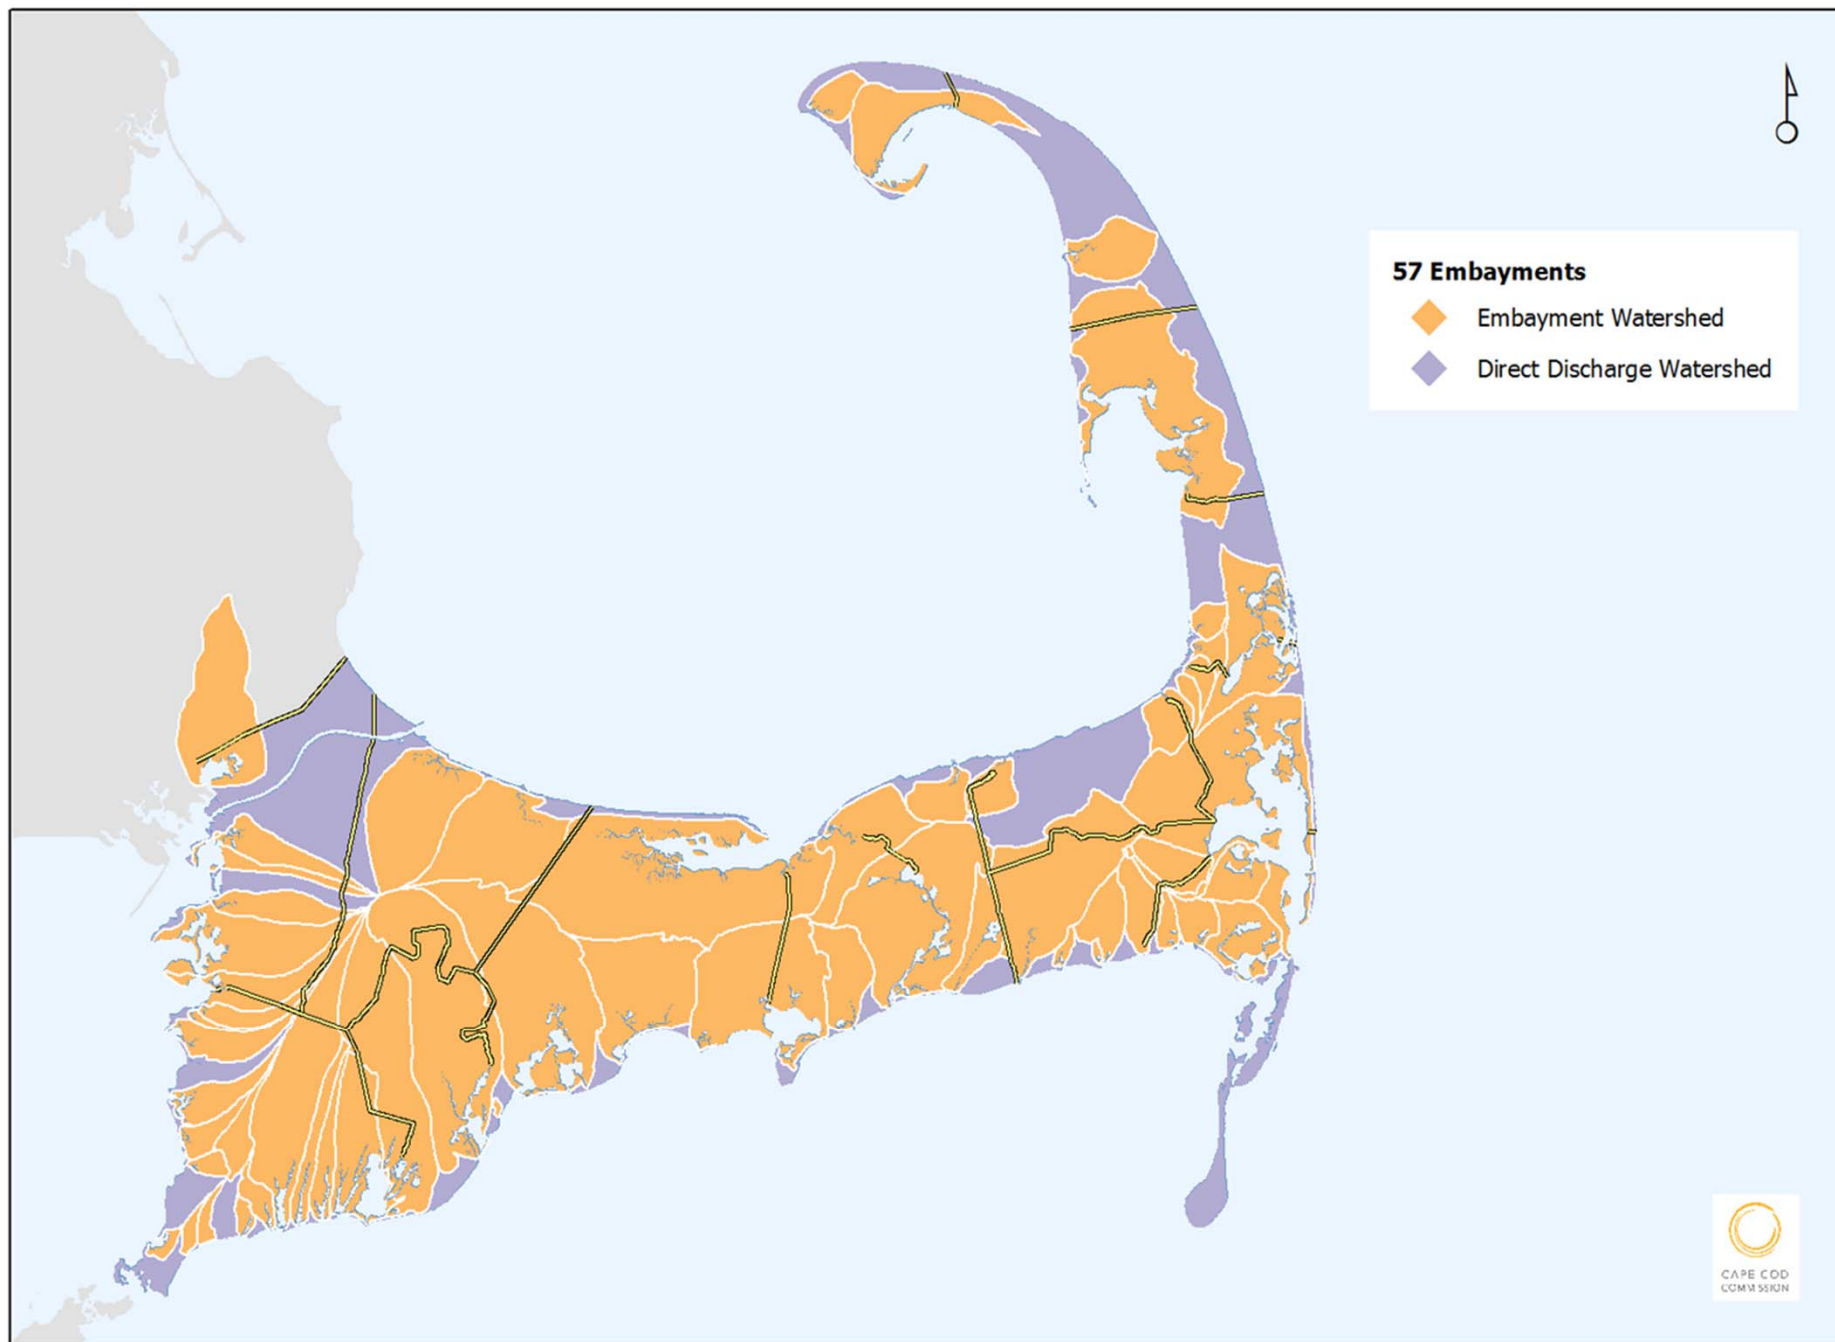 57 Embayments
Embayment Watershed
Direct Discharge Watershed
CAPE COD
COMMISSION